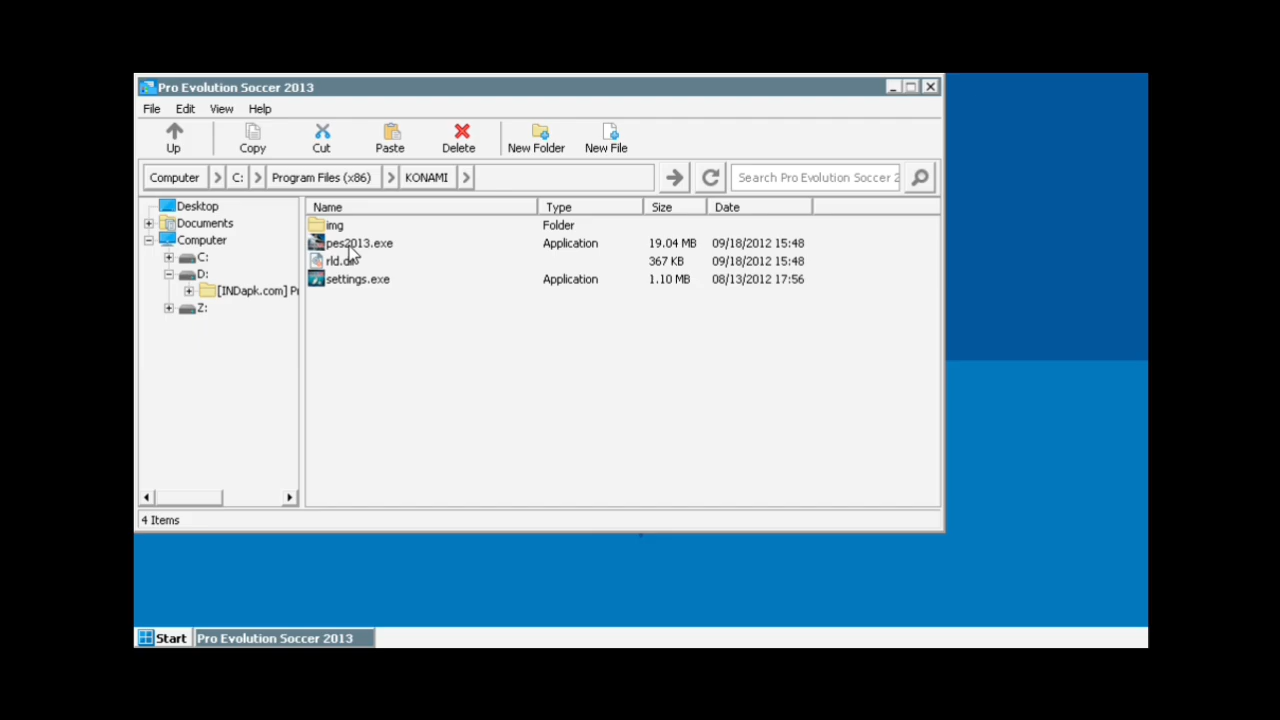 Pro Evolution Soccer 2013
File Edit View Help
Up Copy Cut Paste Delete New Folder New File
Computer C: Program Files (x86) KONAMI Search Pro Evolution Soccer 2
Desktop
Documents
Computer
C:
D:
[INDapk.com] Pr
Z:
Name Type Size Date
img Folder
pes2013.exe Application 19.04 MB 09/18/2012 15:48
367 KB 09/18/2012 15:48
settings.exe Application 1.10 MB 08/13/2012 17:56
4 Items
Start Pro Evolution Soccer 2013